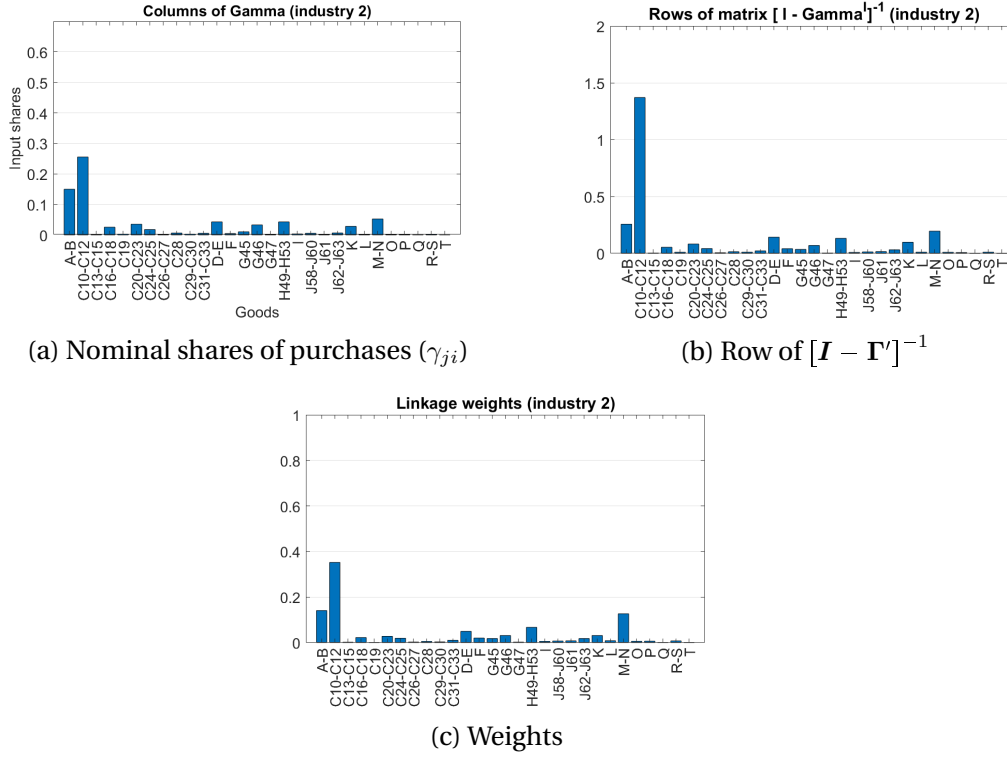 Columns of Gamma (industry 2)
Input shares
0.6
0.5
0.4
0.3
0.2
0.1
0
A-B
C10-C12
C13-C15
C16-C18
C19
C20-C23
C24-C25
C26-C27
C28
C29-C30
C31-C33
D-E
F
G45
G46
G47
H49-H53
I
J58-J60
J61
J62-J63
K
L
M-N
O
P
Q
R-S
T
Goods
(a) Nominal shares of purchases (γji)
Rows of matrix [ I - Gamma^I]^-1 (industry 2)
2
1.5
1
0.5
0
A-B
C10-C12
C13-C15
C16-C18
C19
C20-C23
C24-C25
C26-C27
C28
C29-C30
C31-C33
D-E
F
G45
G46
G47
H49-H53
I
J58-J60
J61
J62-J63
K
L
M-N
O
P
Q
R-S
T
(b) Row of [I − Γ′]^−1
Linkage weights (industry 2)
1
0.8
0.6
0.4
0.2
0
A-B
C10-C12
C13-C15
C16-C18
C19
C20-C23
C24-C25
C26-C27
C28
C29-C30
C31-C33
D-E
F
G45
G46
G47
H49-H53
I
J58-J60
J61
J62-J63
K
L
M-N
O
P
Q
R-S
T
(c) Weights